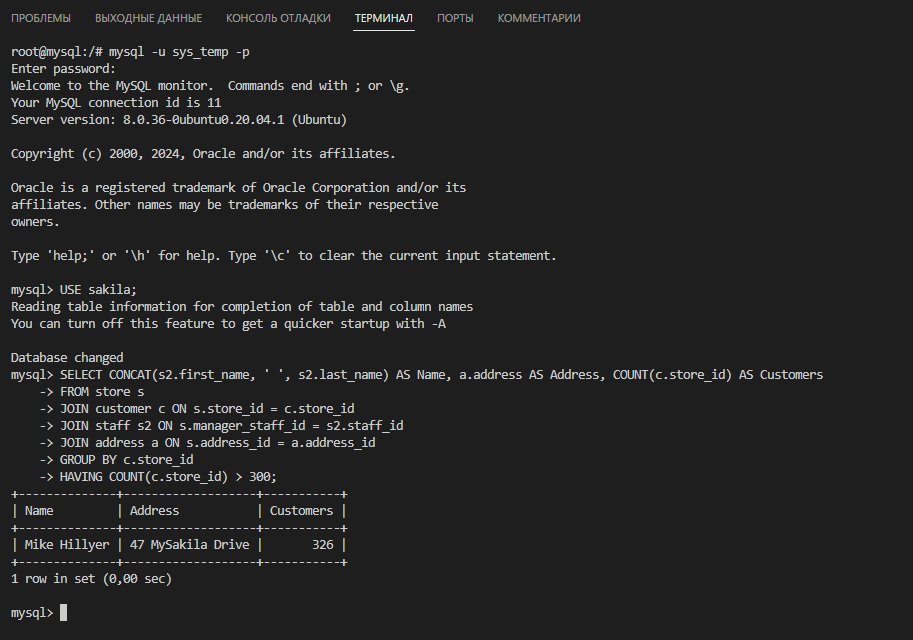 ПРОБЛЕМЫ ВЫХОДНЫЕ ДАННЫЕ КОНСОЛЬ ОТЛАДКИ ТЕРМИНАЛ ПОРТЫ КОММЕНТАРИИ
root@mysql:/# mysql -u sys_temp -p
Enter password:
Welcome to the MySQL monitor.  Commands end with ; or \g.
Your MySQL connection id is 11
Server version: 8.0.36-0ubuntu0.20.04.1 (Ubuntu)

Copyright (c) 2000, 2024, Oracle and/or its affiliates.

Oracle is a registered trademark of Oracle Corporation and/or its
affiliates. Other names may be trademarks of their respective
owners.

Type 'help;' or '\h' for help. Type '\c' to clear the current input statement.

mysql> USE sakila;
Reading table information for completion of table and column names
You can turn off this feature to get a quicker startup with -A

Database changed
mysql> SELECT CONCAT(s2.first_name, ' ', s2.last_name) AS Name, a.address AS Address, COUNT(c.store_id) AS Customers
    -> FROM store s
    -> JOIN customer c ON s.store_id = c.store_id
    -> JOIN staff s2 ON s.manager_staff_id = s2.staff_id
    -> JOIN address a ON s.address_id = a.address_id
    -> GROUP BY c.store_id
    -> HAVING COUNT(c.store_id) > 300;
+--------------+--------------------+-----------+
| Name         | Address            | Customers |
+--------------+--------------------+-----------+
| Mike Hillyer | 47 MySakila Drive |       326 |
+--------------+--------------------+-----------+
1 row in set (0,00 sec)

mysql>